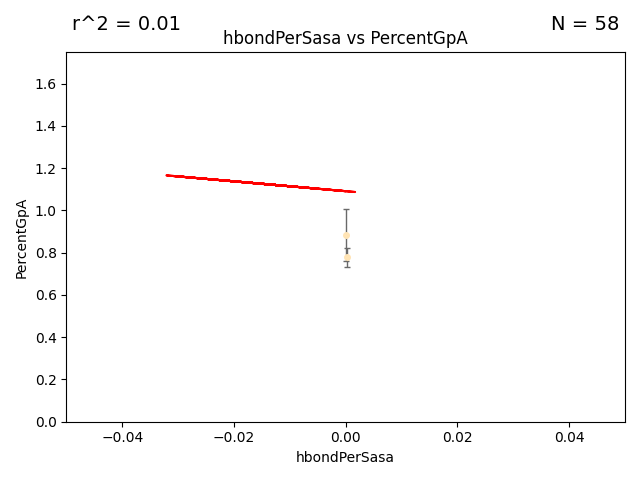 r^2 = 0.01
N = 58
hbondPerSasa vs PercentGpA
1.6
1.4
1.2
1.0
0.8
0.6
0.4
0.2
0.0
PercentGpA
−0.04
−0.02
0.00
0.02
0.04
hbondPerSasa